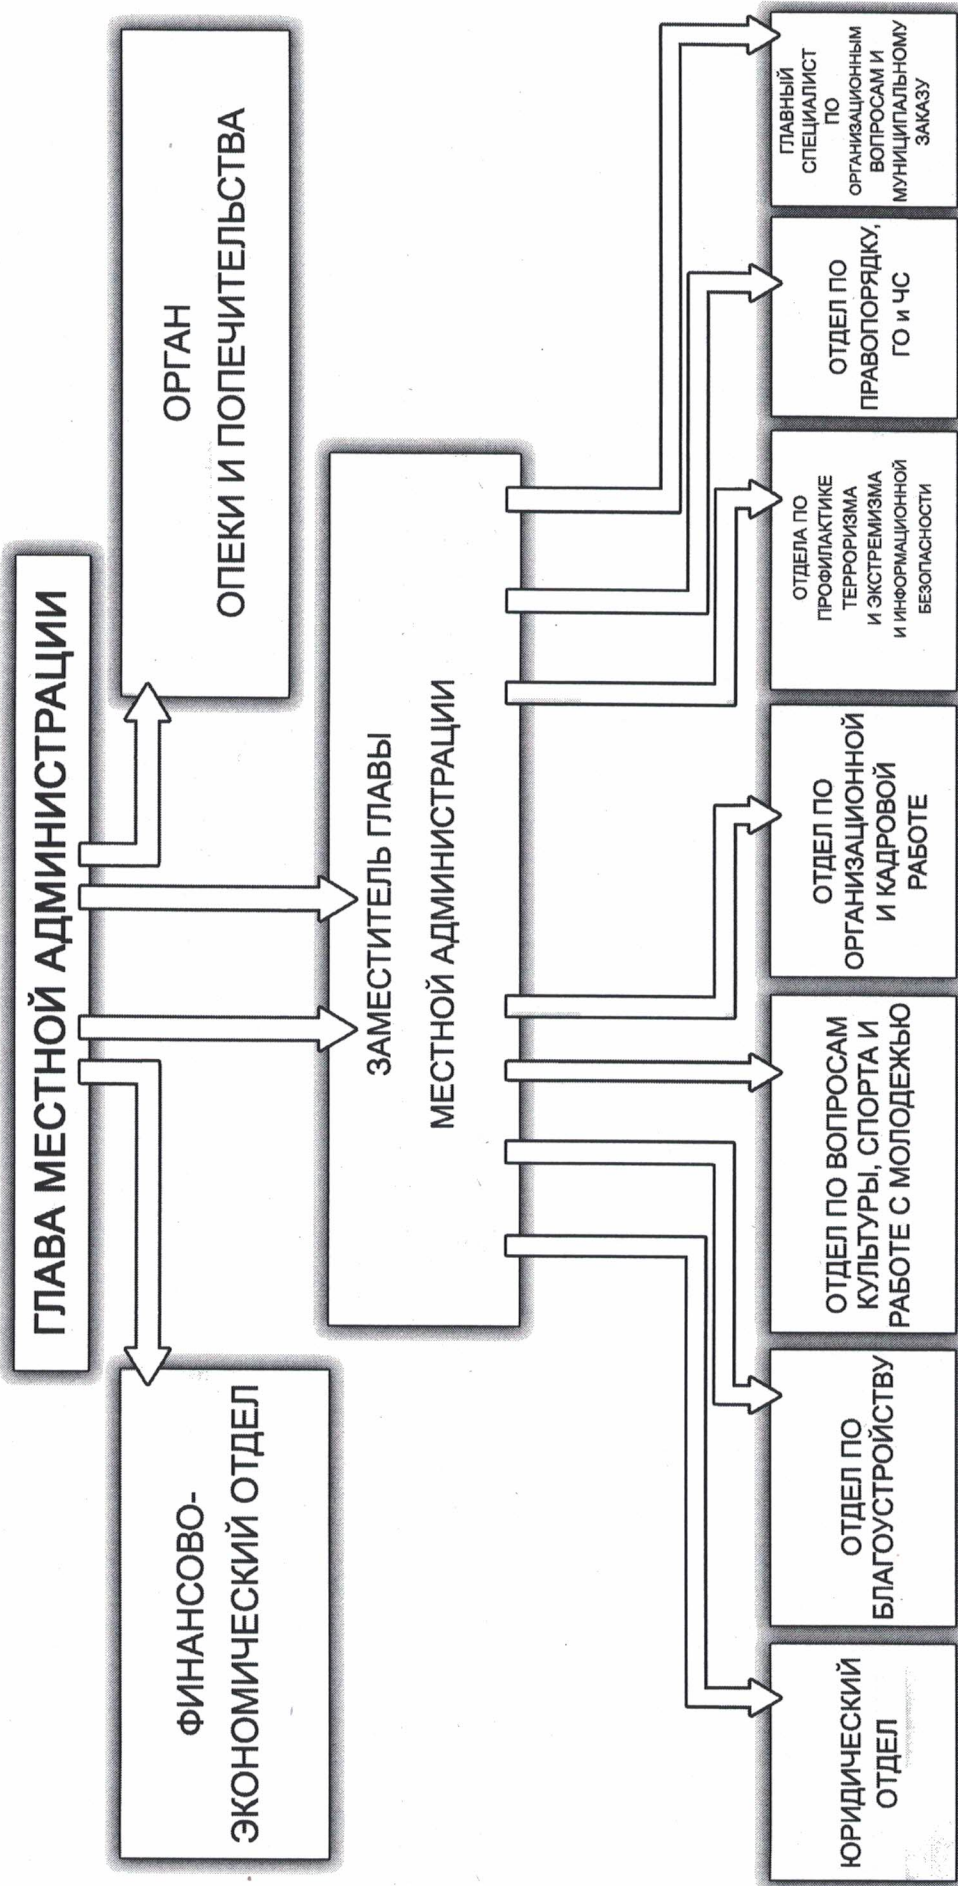 ГЛАВА МЕСТНОЙ АДМИНИСТРАЦИИ
ФИНАНСОВО-
ЭКОНОМИЧЕСКИЙ ОТДЕЛ
ОРГАН
ОПЕКИ И ПОПЕЧИТЕЛЬСТВА
ЗАМЕСТИТЕЛЬ ГЛАВЫ
МЕСТНОЙ АДМИНИСТРАЦИИ
ЮРИДИЧЕСКИЙ
ОТДЕЛ
ОТДЕЛ ПО
БЛАГОУСТРОЙСТВУ
ОТДЕЛ ПО ВОПРОСАМ
КУЛЬТУРЫ, СПОРТА И
РАБОТЕ С МОЛОДЕЖЬЮ
ОТДЕЛ ПО
ОРГАНИЗАЦИОННОЙ
И КАДРОВОЙ
РАБОТЕ
ОТДЕЛА ПО
ПРОФИЛАКТИКЕ
ТЕРРОРИЗМА
И ЭКСТРЕМИЗМА
И ИНФОРМАЦИОННОЙ
БЕЗОПАСНОСТИ
ОТДЕЛ ПО
ПРАВОПОРЯДКУ,
ГО и ЧС
ГЛАВНЫЙ
СПЕЦИАЛИСТ
ПО
ОРГАНИЗАЦИОННЫМ
ВОПРОСАМ И
МУНИЦИПАЛЬНОМУ
ЗАКАЗУ